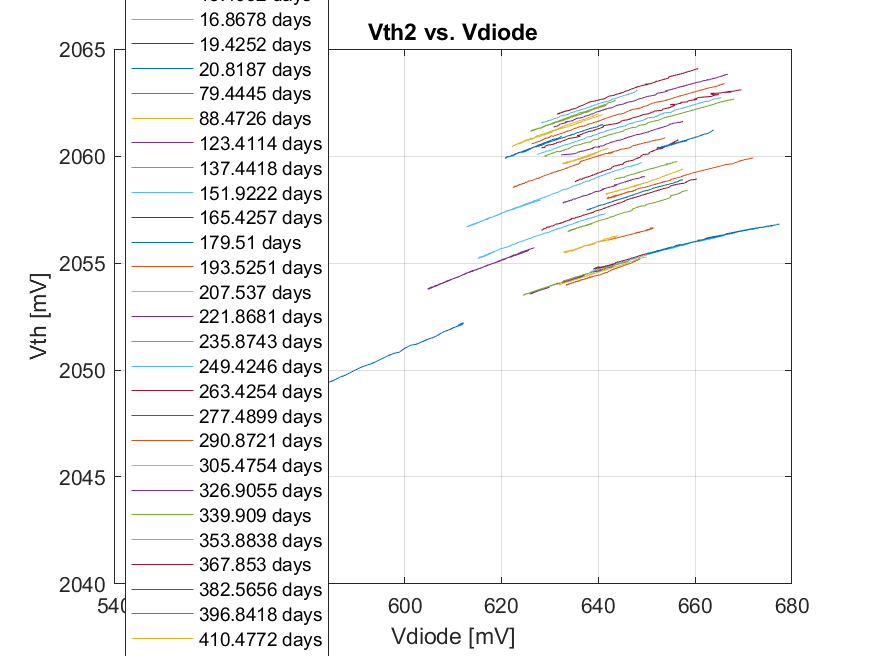 16.8678 days
Vth2 vs. Vdiode
2065
19.4252 days
20.8187 days
79.4445 days
88.4726 days
123.4114 days
2060
137.4418 days
151.9222 days
165.4257 days
179.51 days
2055
193.5251 days
207.537 days
221.8681 days
235.8743 days
Vth [mV]
249.4246 days
2050
263.4254 days
277.4899 days
290.8721 days
305.4754 days
2045
326.9055 days
339.909 days
353.8838 days
367.853 days
2040
382.5656 days
540 600 620 640 660 680
396.8418 days
Vdiode [mV]
410.4772 days